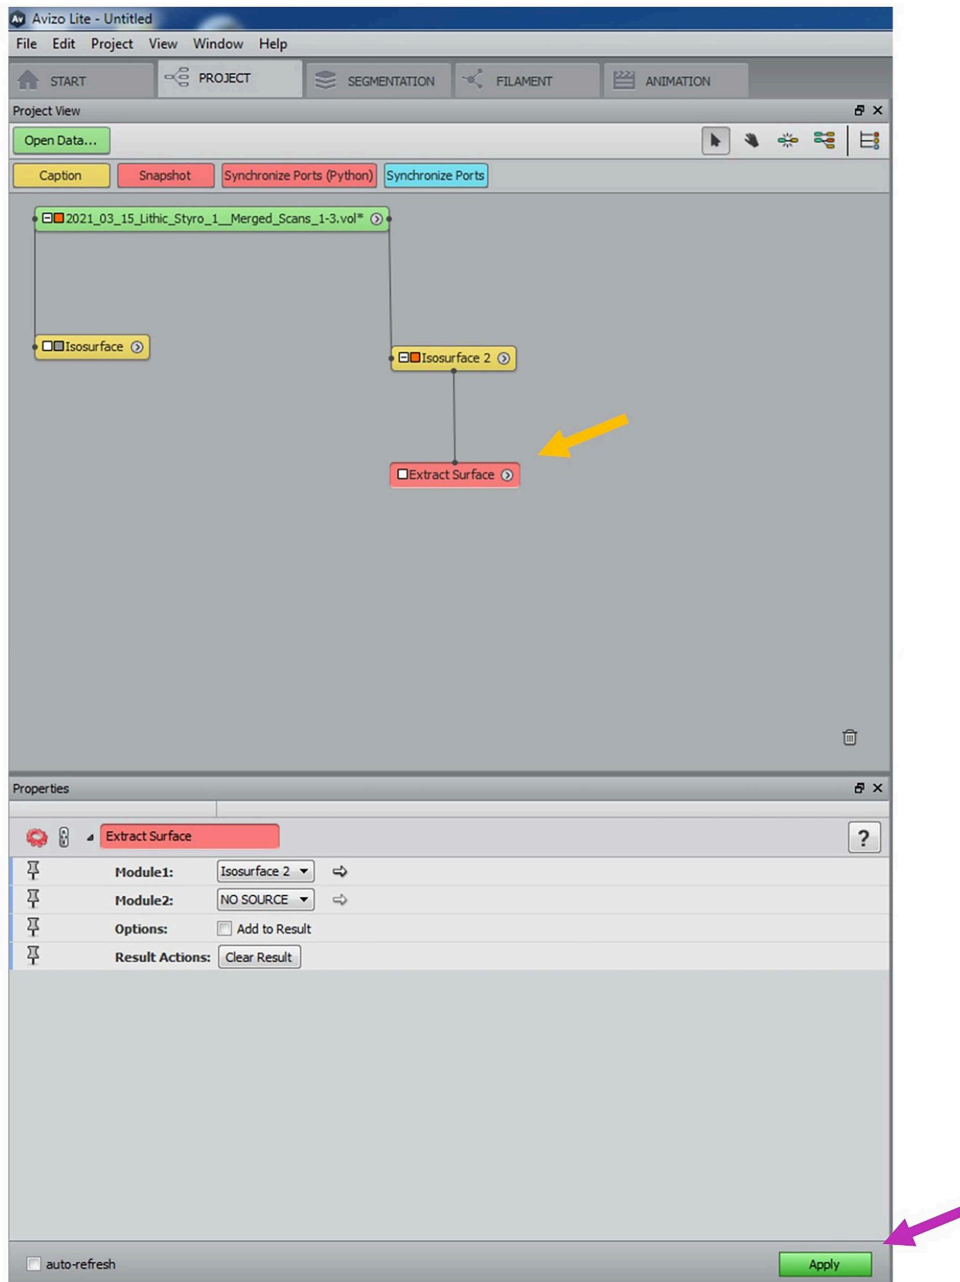 Avizo Lite - Untitled
File Edit Project View Window Help
START PROJECT SEGMENTATION FILAMENT ANIMATION
Project View
Open Data...
Caption Snapshot Synchronize Ports (Python) Synchronize Ports
2021_03_15_Lithic_Styro_1__Merged_Scans_1-3.vol*
Isosurface
Isosurface 2
Extract Surface
Properties
Extract Surface ?
Module1: Isosurface 2
Module2: NO SOURCE
Options: Add to Result
Result Actions: Clear Result
auto-refresh Apply